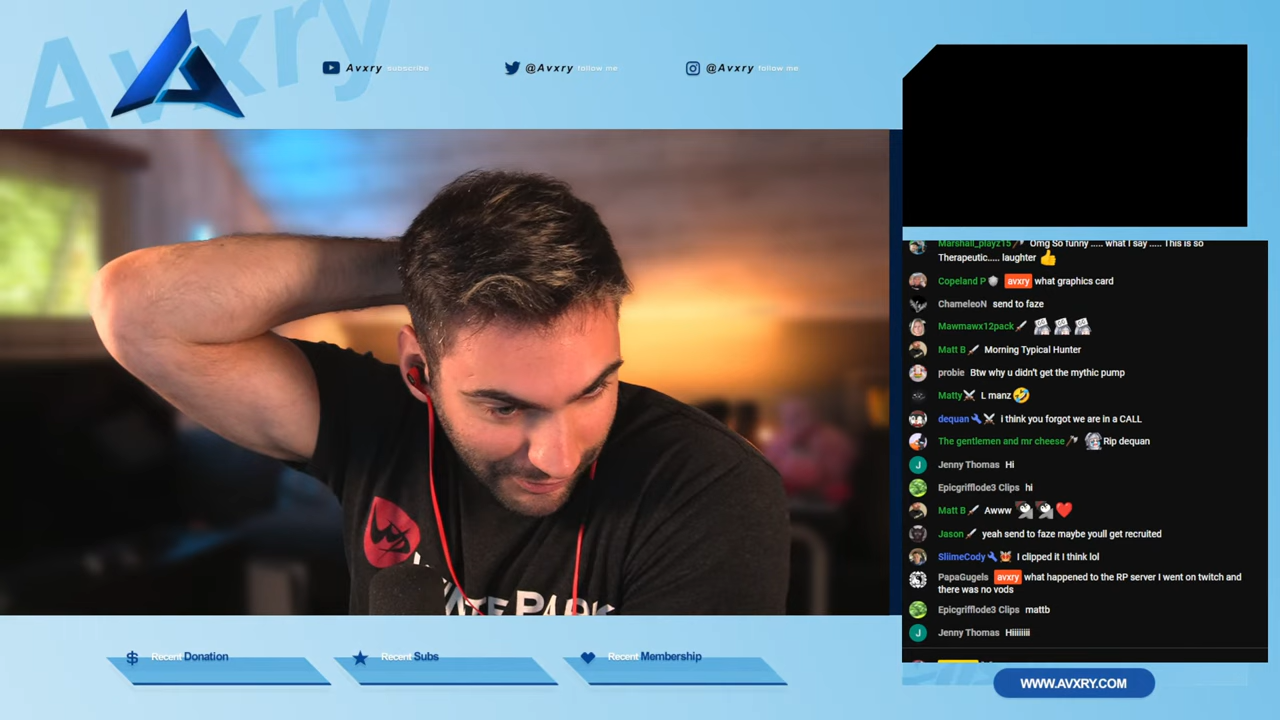 Avxry
Avxry subscribe
@Avxry follow me
@Avxry follow me
Marshall_playz15 Omg So funny ..... what I say ..... This is so
Therapeutic..... laughter 👍
Copeland P avxry what graphics card
ChameleoN send to faze
Mawmawx12pack
Matt B Morning Typical Hunter
probie Btw why u didn't get the mythic pump
Matty L manz 🤣
dequan i think you forgot we are in a CALL
The gentlemen and mr cheese Rip dequan
J Jenny Thomas Hi
Epicgrifflode3 Clips hi
Matt B Awww ❤️
Jason yeah send to faze maybe youll get recruited
SliimeCody I clipped it I think lol
PapaGugels avxry what happened to the RP server I went on twitch and
there was no vods
Epicgrifflode3 Clips mattb
J Jenny Thomas Hiiiiiiii
$ Recent Donation
Recent Subs
Recent Membership
WWW.AVXRY.COM